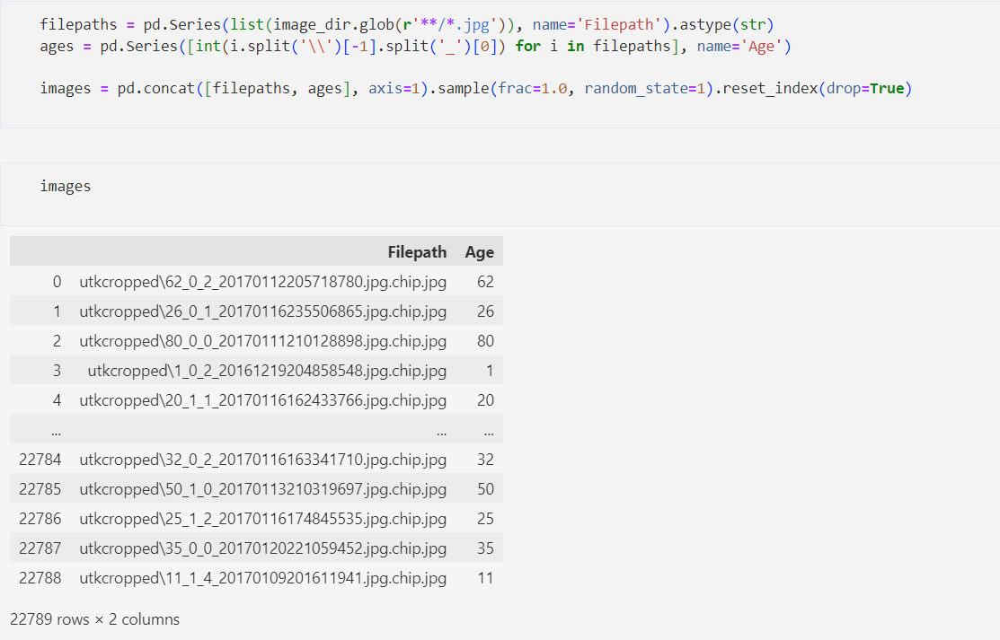 filepaths = pd.Series(list(image_dir.glob(r'**/*.jpg')), name='Filepath').astype(str)
ages = pd.Series([int(i.split('\\')[-1].split('_')[0]) for i in filepaths], name='Age')
images = pd.concat([filepaths, ages], axis=1).sample(frac=1.0, random_state=1).reset_index(drop=True)
images
Filepath Age
0 utkcropped\62_0_2_20170112205718780.jpg.chip.jpg 62
1 utkcropped\26_0_1_20170116235506865.jpg.chip.jpg 26
2 utkcropped\80_0_0_20170111210128898.jpg.chip.jpg 80
3 utkcropped\1_0_2_20161219204858548.jpg.chip.jpg 1
4 utkcropped\20_1_1_20170116162433766.jpg.chip.jpg 20
... ... ...
22784 utkcropped\32_0_2_20170116163341710.jpg.chip.jpg 32
22785 utkcropped\50_1_0_20170113210319697.jpg.chip.jpg 50
22786 utkcropped\25_1_2_20170116174845535.jpg.chip.jpg 25
22787 utkcropped\35_0_0_20170120221059452.jpg.chip.jpg 35
22788 utkcropped\11_1_4_20170109201611941.jpg.chip.jpg 11
22789 rows × 2 columns